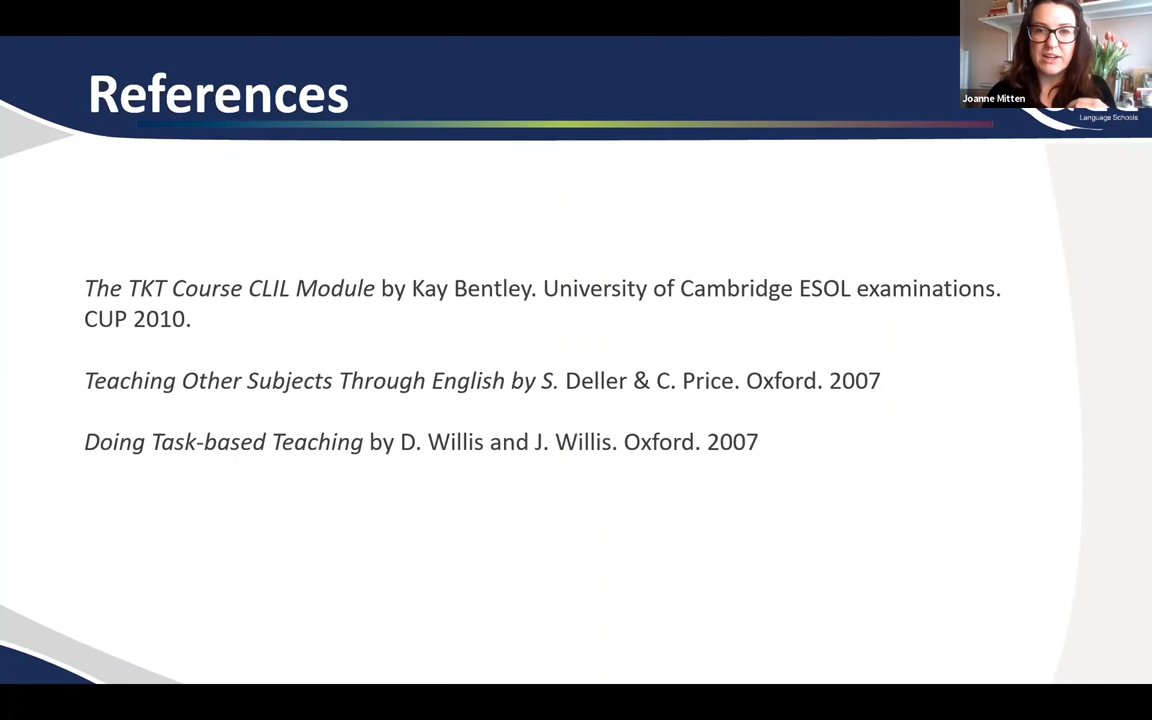 References
Joanne Mitten
Language Schools
The TKT Course CLIL Module by Kay Bentley. University of Cambridge ESOL examinations.
CUP 2010.
Teaching Other Subjects Through English by S. Deller & C. Price. Oxford. 2007
Doing Task-based Teaching by D. Willis and J. Willis. Oxford. 2007